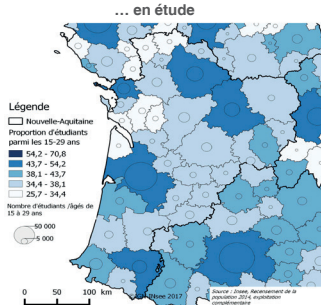 ... en étude
Légende
Nouvelle-Aquitaine
Proportion d'étudiants
parmi les 15-29 ans
54,2 - 70,8
43,7 - 54,2
38,1 - 43,7
34,4 - 38,1
25,7 - 34,4
Nombre d'étudiants /âgés de
15 à 29 ans
50 000
5 000
0 50 100 km
Insee 2017
Source : Insee, Recensement de la
population 2014, exploitation
complémentaire